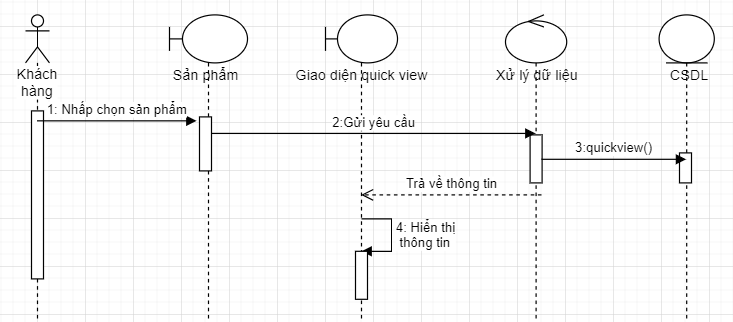 Khách
hàng
Sản phẩm
Giao diện quick view
Xử lý dữ liệu
CSDL
1: Nhấp chọn sản phẩm
2:Gửi yêu cầu
3:quickview()
Trả về thông tin
4: Hiển thị
thông tin